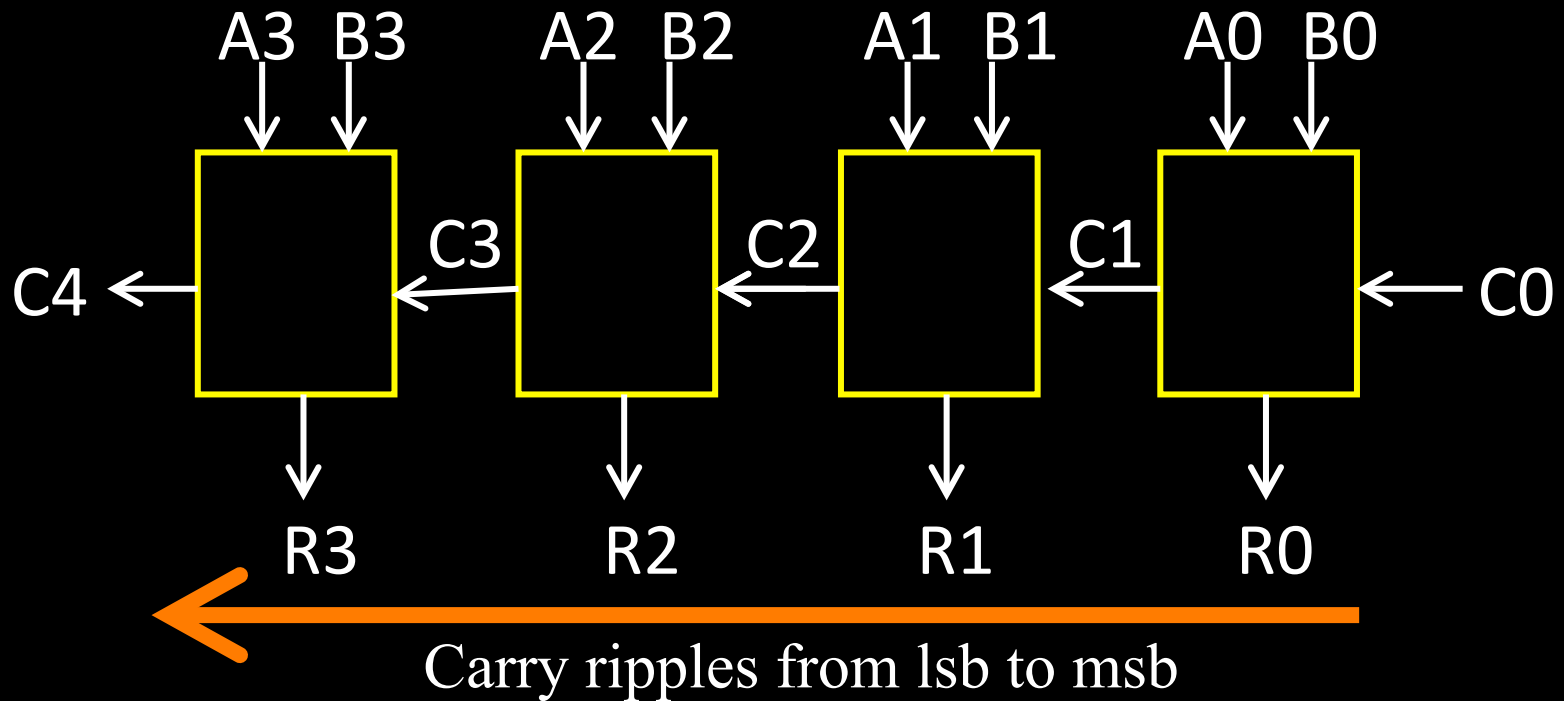 A3 B3 A2 B2 A1 B1 A0 B0
C3 C2 C1
C4 C0
R3 R2 R1 R0
Carry ripples from lsb to msb